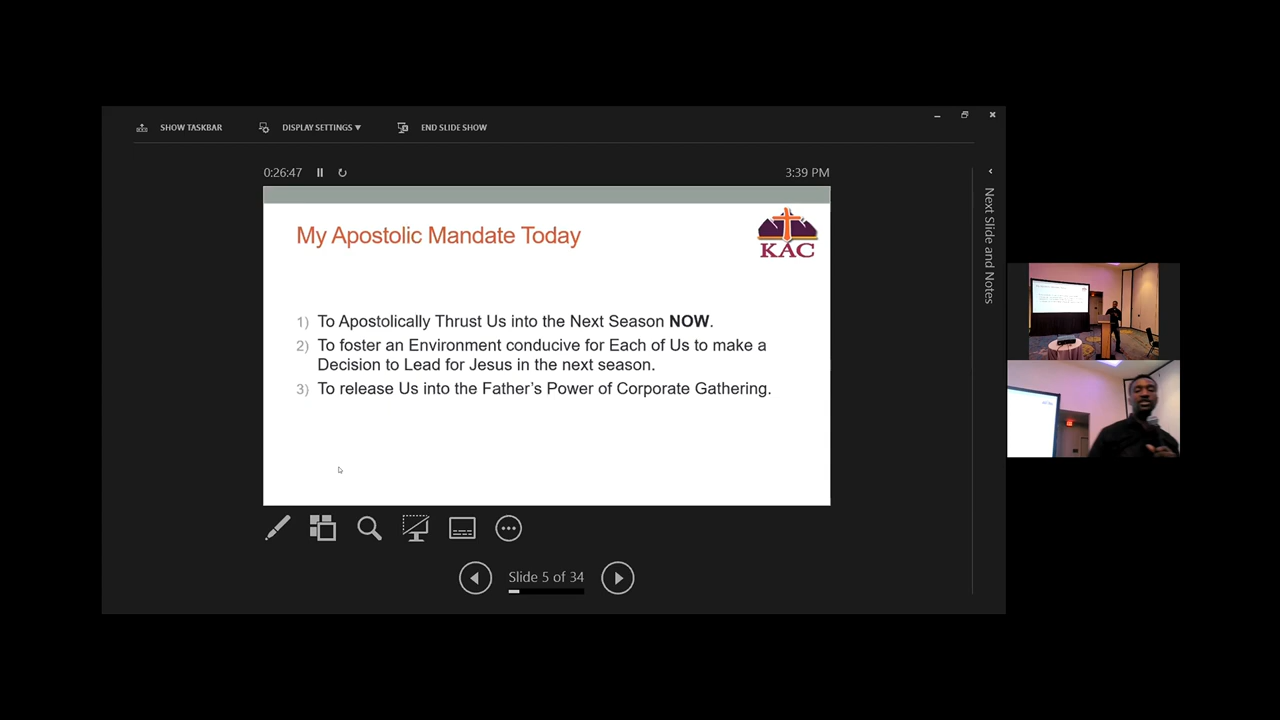 SHOW TASKBAR
DISPLAY SETTINGS ▼
END SLIDE SHOW
0:26:47
3:39 PM
My Apostolic Mandate Today
KAC
1) To Apostolically Thrust Us into the Next Season NOW.
2) To foster an Environment conducive for Each of Us to make a
Decision to Lead for Jesus in the next season.
3) To release Us into the Father's Power of Corporate Gathering.
Next Slide and Notes
Slide 5 of 34